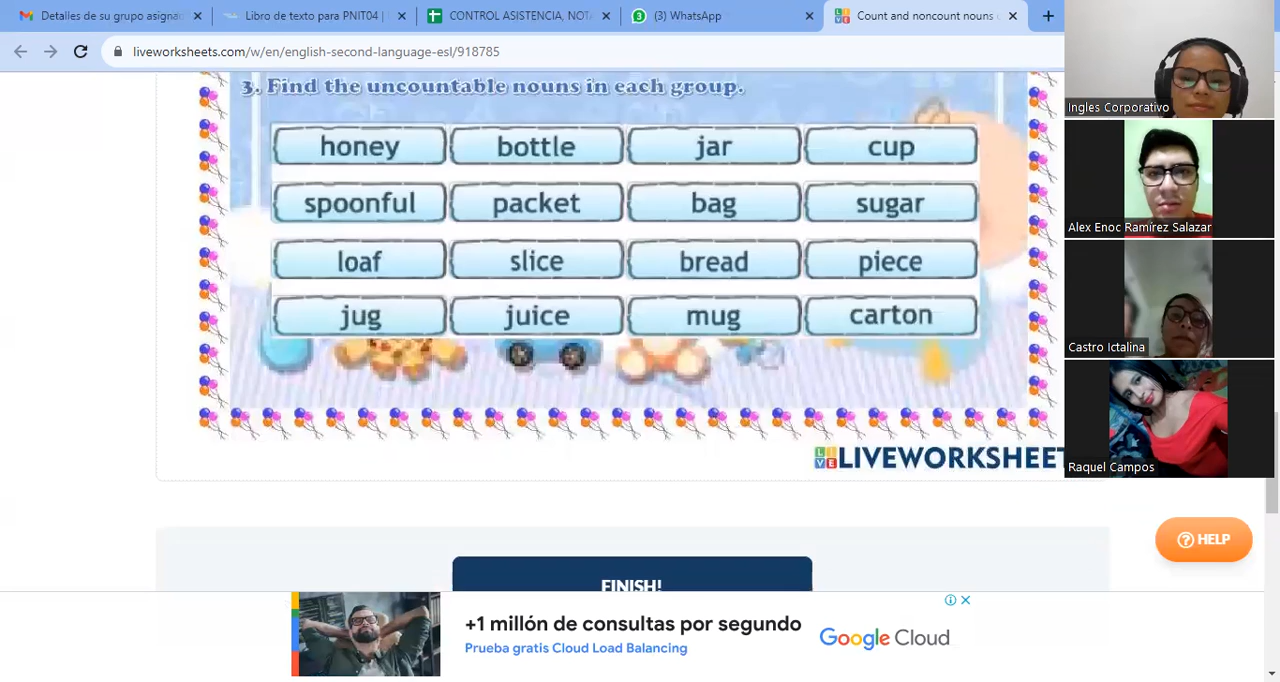 Detalles de su grupo asigna
Libro de texto para PNIT04 |
CONTROL ASISTENCIA, NOT
(3) WhatsApp
Count and noncount nouns
liveworksheets.com/w/en/english-second-language-esl/918785
3. Find the uncountable nouns in each group.
honey bottle jar cup
spoonful packet bag sugar
loaf slice bread piece
jug juice mug carton
LIVEWORKSHEET
FINISH!
HELP
+1 millón de consultas por segundo
Prueba gratis Cloud Load Balancing
Google Cloud
Ingles Corporativo
Alex Enoc Ramírez Salazar
Castro Ictalina
Raquel Campos